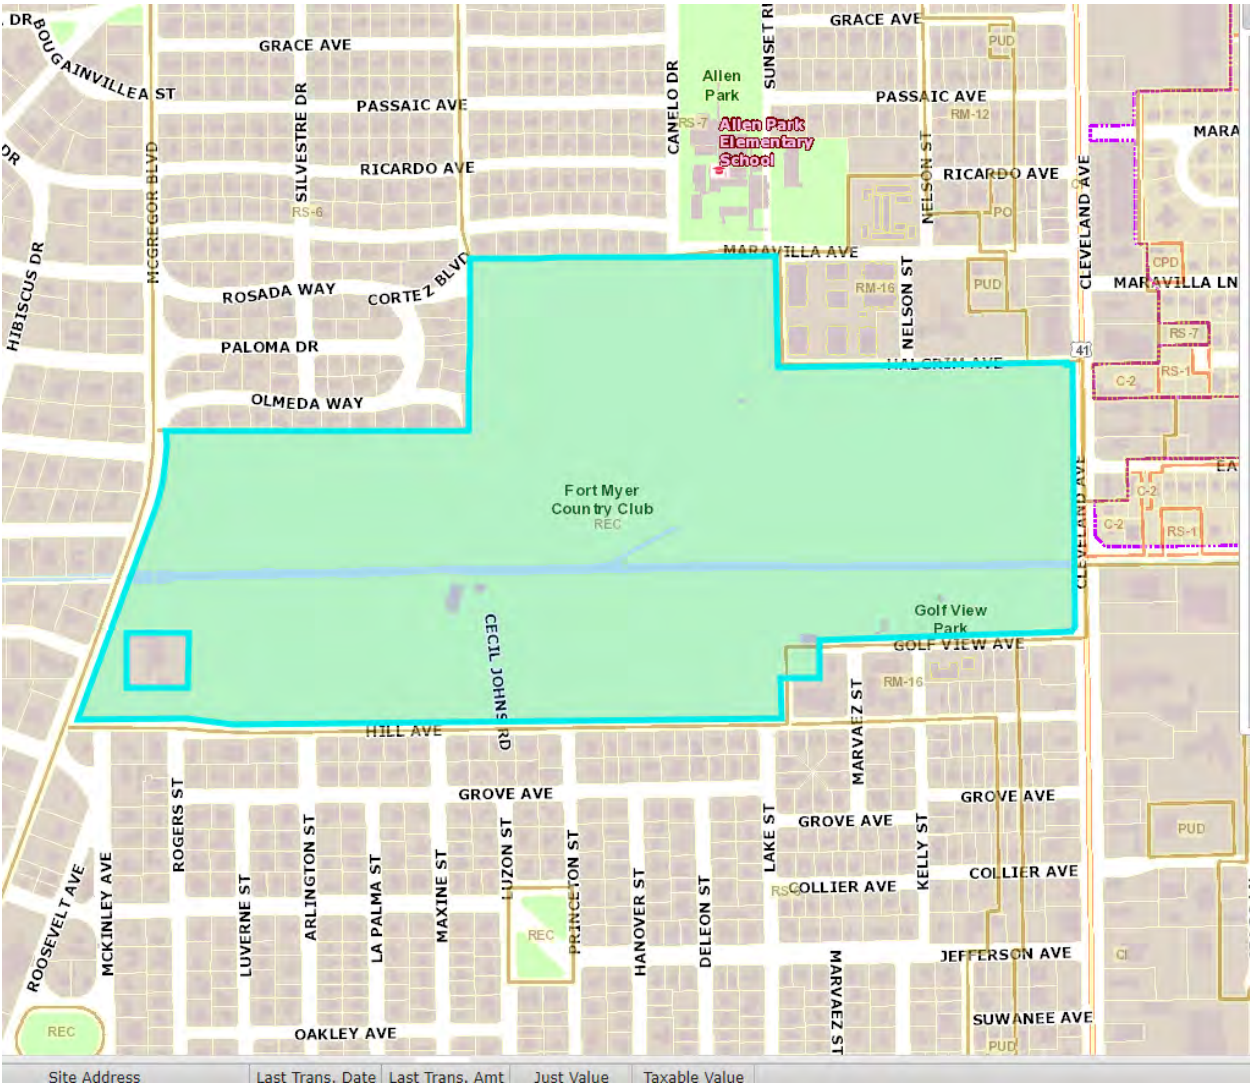 DR
GRACE AVE
GRACE AVE
SUNSET
PUD
BOUGAINVILLEA ST
CANELO DR
Allen
Park
PASSAIC AVE
PASSAIC AVE
SILVESTRE DR
RS-7
RM-12
Allen Park
Elementary
School
MARA
DR
MCGREGOR BLVD
RICARDO AVE
RICARDO AVE
NELSON ST
CLEVELAND AVE
RS-6
PO
HIBISCUS DR
MARAVILLA AVE
CPD
CORTEZ BLVD
ROSADA WAY
RM-16
NELSON ST
PUD
MARAVILLA LN
RS-7
PALOMA DR
41
HALGRIM AVE
RS-1
C-2
OLMEDA WAY
EA
Fort Myer
Country Club
REC
CLEVELAND AVE
C-2
C-2
RS-1
Golf View
Park
GOLF VIEW AVE
CECIL JOHNS RD
RM-16
MARVAEZ ST
HILL AVE
GROVE AVE
GROVE AVE
ROGERS ST
LAKE ST
GROVE AVE
KELLY ST
PUD
ROOSEVELT AVE
MCKINLEY AVE
LUVERNE ST
ARLINGTON ST
LA PALMA ST
MAXINE ST
LUZON ST
PRINCETON ST
HANOVER ST
DELEON ST
COLLIER AVE
COLLIER AVE
REC
JEFFERSON AVE
CI
MARVAEZ ST
SUWANEE AVE
REC
OAKLEY AVE
PUD
Site Address Last Trans. Date Last Trans. Amt Just Value Taxable Value